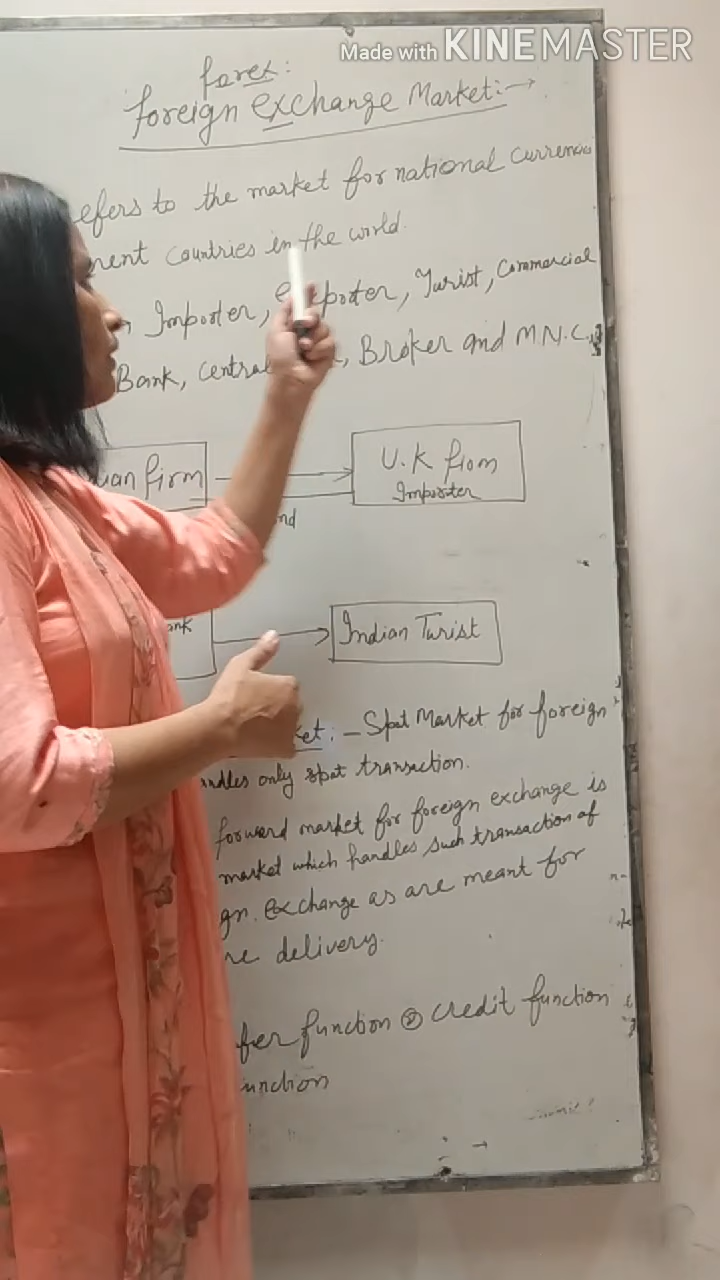 Made with KINEMASTER
forex:
foreign exchange Market:→
efers to the market for national currencies
rent countries in the world.
Importer, Exporter, Turist, Commercial
Bank, central , Broker and M.N.C.
ian firm
U.K firm
Importer
nd
ank
Indian Turist
ket:- Spot Market for foreign
ndles only spot transaction.
forward market for foreign exchange is
market which handles such transaction of
gn. exchange as are meant for
re delivery.
fer function ② credit function
unction